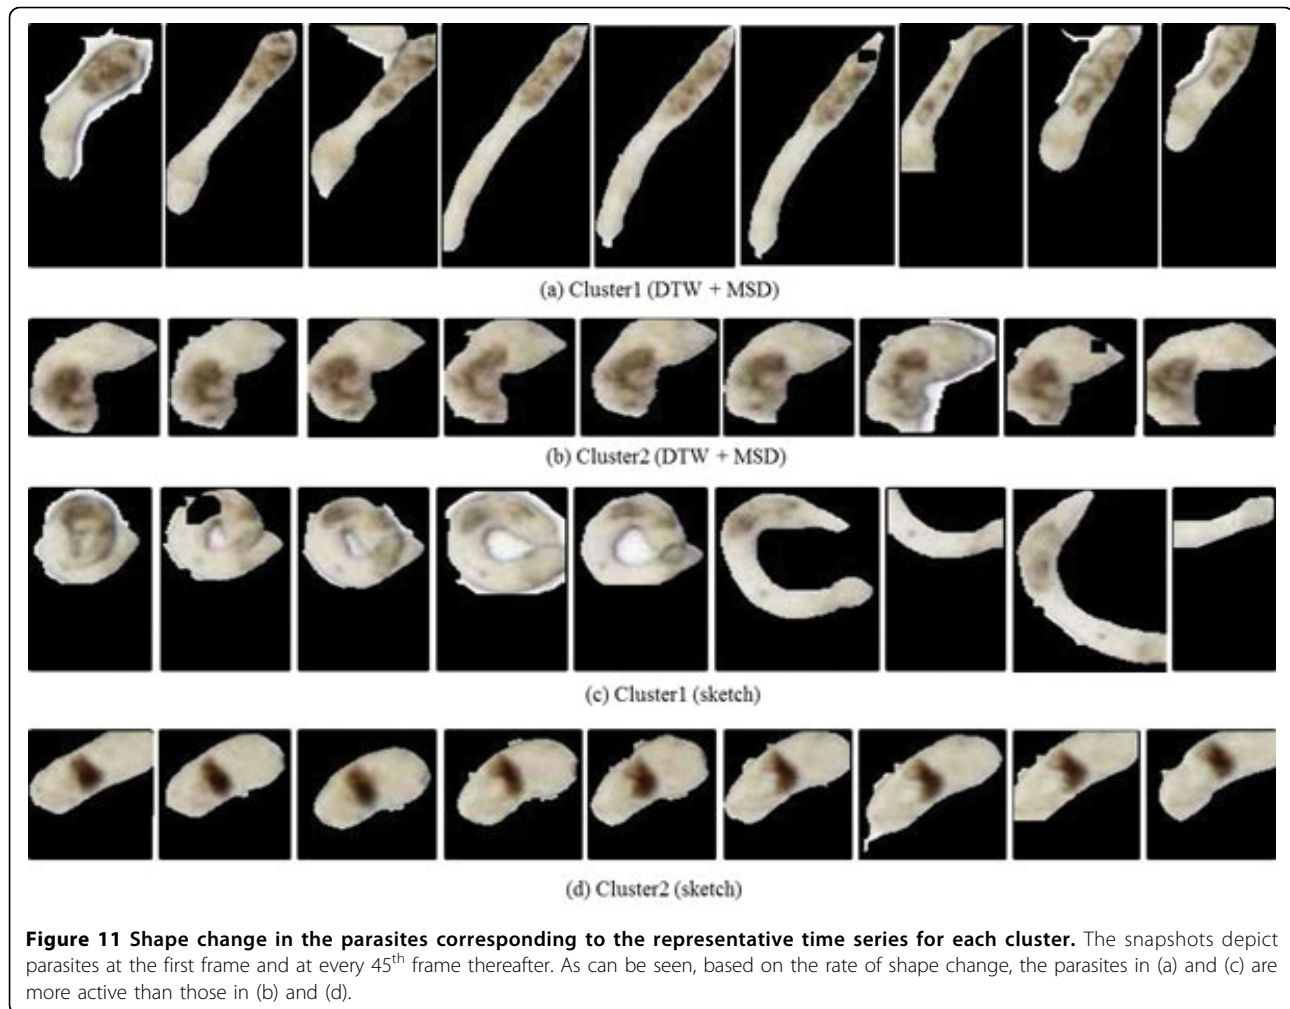 (a) Cluster1 (DTW + MSD)
(b) Cluster2 (DTW + MSD)
(c) Cluster1 (sketch)
(d) Cluster2 (sketch)
Figure 11 Shape change in the parasites corresponding to the representative time series for each cluster. The snapshots depict
parasites at the first frame and at every 45th frame thereafter. As can be seen, based on the rate of shape change, the parasites in (a) and (c) are
more active than those in (b) and (d).